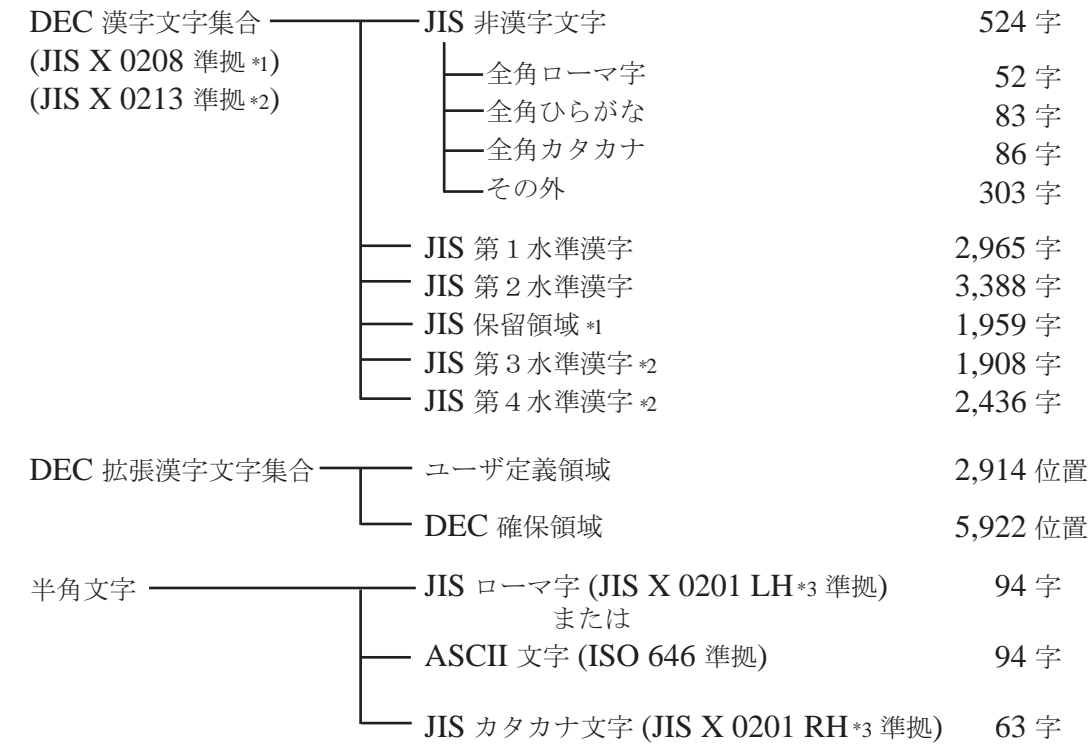 DEC 漢字文字集合 JIS 非漢字文字 524 字
(JIS X 0208 準拠 *1)
全角ローマ字 52 字
(JIS X 0213 準拠 *2)
全角ひらがな 83 字
全角カタカナ 86 字
その外 303 字
JIS 第１水準漢字 2,965 字
JIS 第２水準漢字 3,388 字
JIS 保留領域 *1 1,959 字
JIS 第３水準漢字 *2 1,908 字
JIS 第４水準漢字 *2 2,436 字
DEC 拡張漢字文字集合 ユーザ定義領域 2,914 位置
DEC 確保領域 5,922 位置
半角文字 JIS ローマ字 (JIS X 0201 LH *3 準拠) 94 字
または
ASCII 文字 (ISO 646 準拠) 94 字
JIS カタカナ文字 (JIS X 0201 RH *3 準拠) 63 字